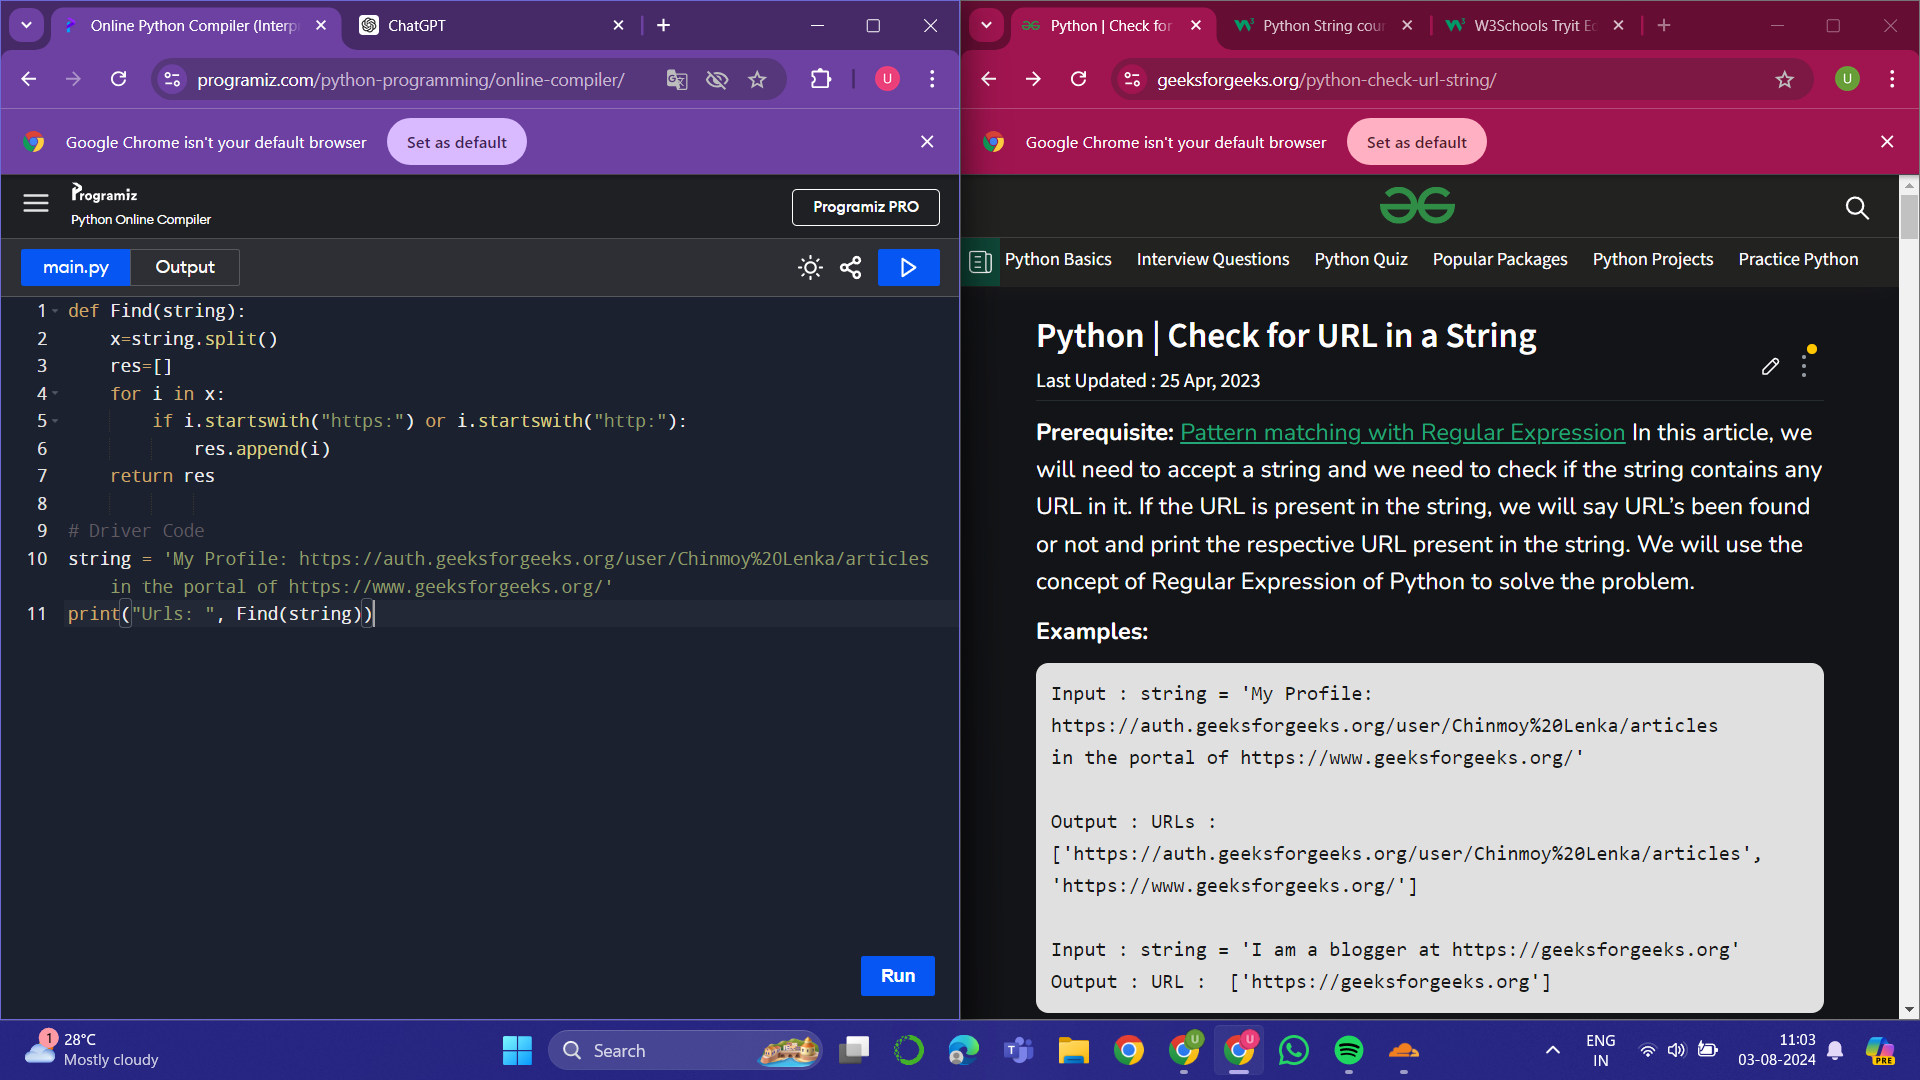 Online Python Compiler (Interp
ChatGPT
programiz.com/python-programming/online-compiler/
U
Google Chrome isn't your default browser
Set as default
Programiz
Python Online Compiler
Programiz PRO
main.py
Output
1 def Find(string):
2 x=string.split()
3 res=[]
4 for i in x:
5 if i.startswith("https:") or i.startswith("http:"):
6 res.append(i)
7 return res
8
9 # Driver Code
10 string = 'My Profile: https://auth.geeksforgeeks.org/user/Chinmoy%20Lenka/articles
in the portal of https://www.geeksforgeeks.org/'
11 print("Urls: ", Find(string))
Run
Python | Check for
Python String cour
W3Schools Tryit Ec
geeksforgeeks.org/python-check-url-string/
U
Google Chrome isn't your default browser
Set as default
Python Basics
Interview Questions
Python Quiz
Popular Packages
Python Projects
Practice Python
Python | Check for URL in a String
Last Updated : 25 Apr, 2023
Prerequisite: Pattern matching with Regular Expression In this article, we
will need to accept a string and we need to check if the string contains any
URL in it. If the URL is present in the string, we will say URL’s been found
or not and print the respective URL present in the string. We will use the
concept of Regular Expression of Python to solve the problem.
Examples:
Input : string = 'My Profile:
https://auth.geeksforgeeks.org/user/Chinmoy%20Lenka/articles
in the portal of https://www.geeksforgeeks.org/'
Output : URLs :
['https://auth.geeksforgeeks.org/user/Chinmoy%20Lenka/articles',
'https://www.geeksforgeeks.org/']
Input : string = 'I am a blogger at https://geeksforgeeks.org'
Output : URL : ['https://geeksforgeeks.org']
1
28°C
Mostly cloudy
Search
U
U
ENG
IN
11:03
03-08-2024
PRE